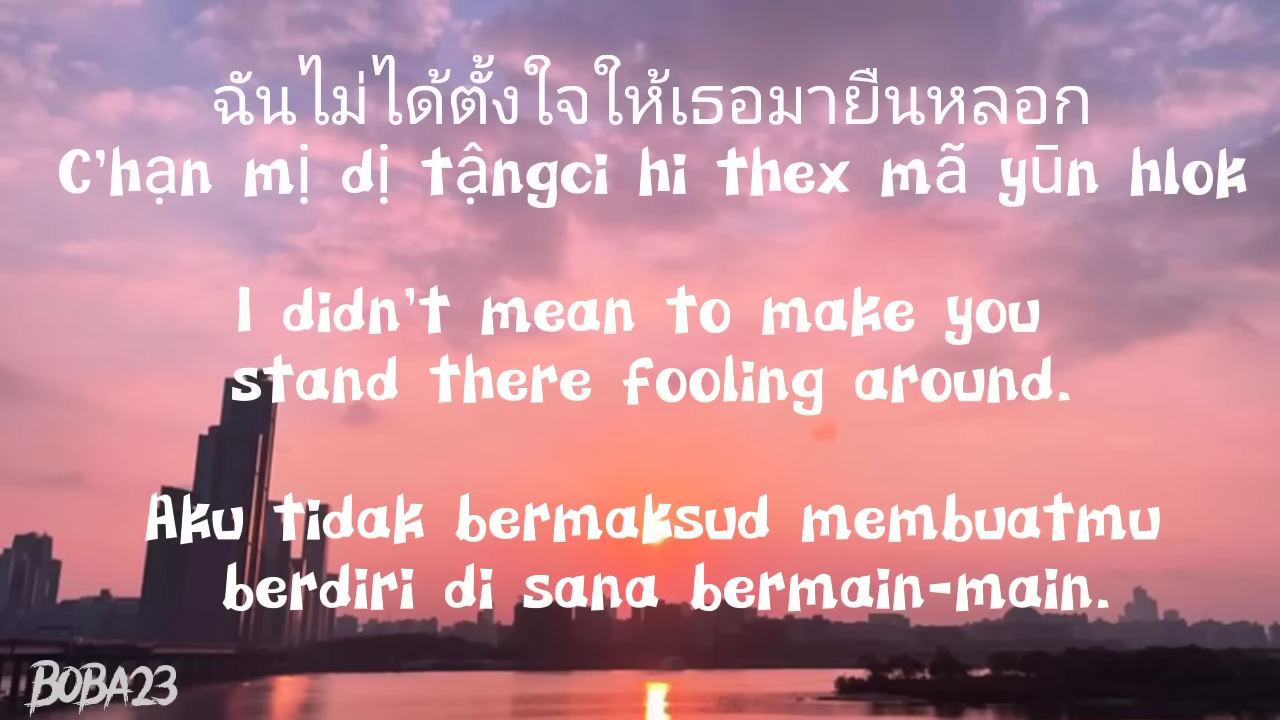 ฉันไม่ได้ตั้งใจให้เธอมายืนหลอก
C'hạn mị dị tậngci hi thex mã yūn hlok
I didn't mean to make you
stand there fooling around.
Aku tidak bermaksud membuatmu
berdiri di sana bermain-main.
BOBA23